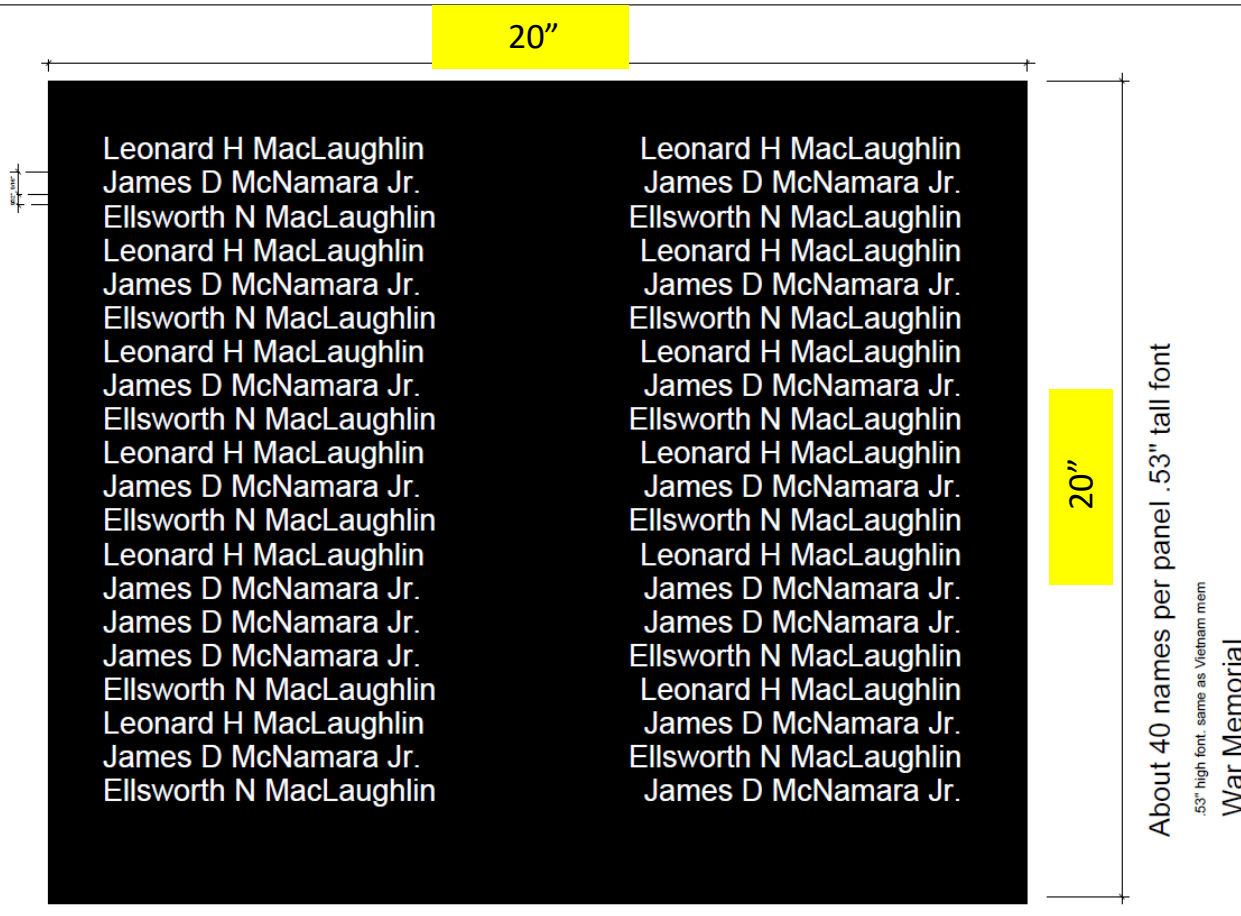 20”
Leonard H MacLaughlin
James D McNamara Jr.
Ellsworth N MacLaughlin
Leonard H MacLaughlin
James D McNamara Jr.
Ellsworth N MacLaughlin
Leonard H MacLaughlin
James D McNamara Jr.
Ellsworth N MacLaughlin
Leonard H MacLaughlin
James D McNamara Jr.
Ellsworth N MacLaughlin
Leonard H MacLaughlin
James D McNamara Jr.
James D McNamara Jr.
James D McNamara Jr.
Ellsworth N MacLaughlin
Leonard H MacLaughlin
James D McNamara Jr.
Ellsworth N MacLaughlin
Leonard H MacLaughlin
James D McNamara Jr.
Ellsworth N MacLaughlin
Leonard H MacLaughlin
James D McNamara Jr.
Ellsworth N MacLaughlin
Leonard H MacLaughlin
James D McNamara Jr.
Ellsworth N MacLaughlin
Leonard H MacLaughlin
James D McNamara Jr.
Ellsworth N MacLaughlin
Leonard H MacLaughlin
James D McNamara Jr.
James D McNamara Jr.
Ellsworth N MacLaughlin
Leonard H MacLaughlin
James D McNamara Jr.
Ellsworth N MacLaughlin
James D McNamara Jr.
20”
About 40 names per panel .53" tall font
.53" high font. same as Vietnam mem
War Memorial